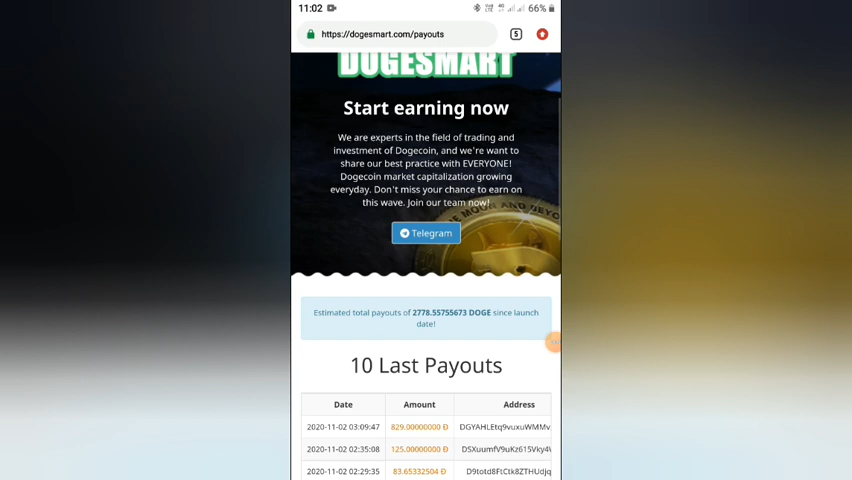 11:02
66%
https://dogesmart.com/payouts
5
DOGESMART
Start earning now
We are experts in the field of trading and
investment of Dogecoin, and we're want to
share our best practice with EVERYONE!
Dogecoin market capitalization growing
everyday. Don't miss your chance to earn on
this wave. Join our team now!
Telegram
Estimated total payouts of 2778.55755673 DOGE since launch
date!
10 Last Payouts
Date Amount Address
2020-11-02 03:09:47 829.00000000 Ð DGYAHLEtq9vuxuWMMv
2020-11-02 02:35:08 125.00000000 Ð DSXuumfV9uKz615Vky4
2020-11-02 02:29:35 83.65332504 Ð D9totd8FtCtk8ZTHUdjq